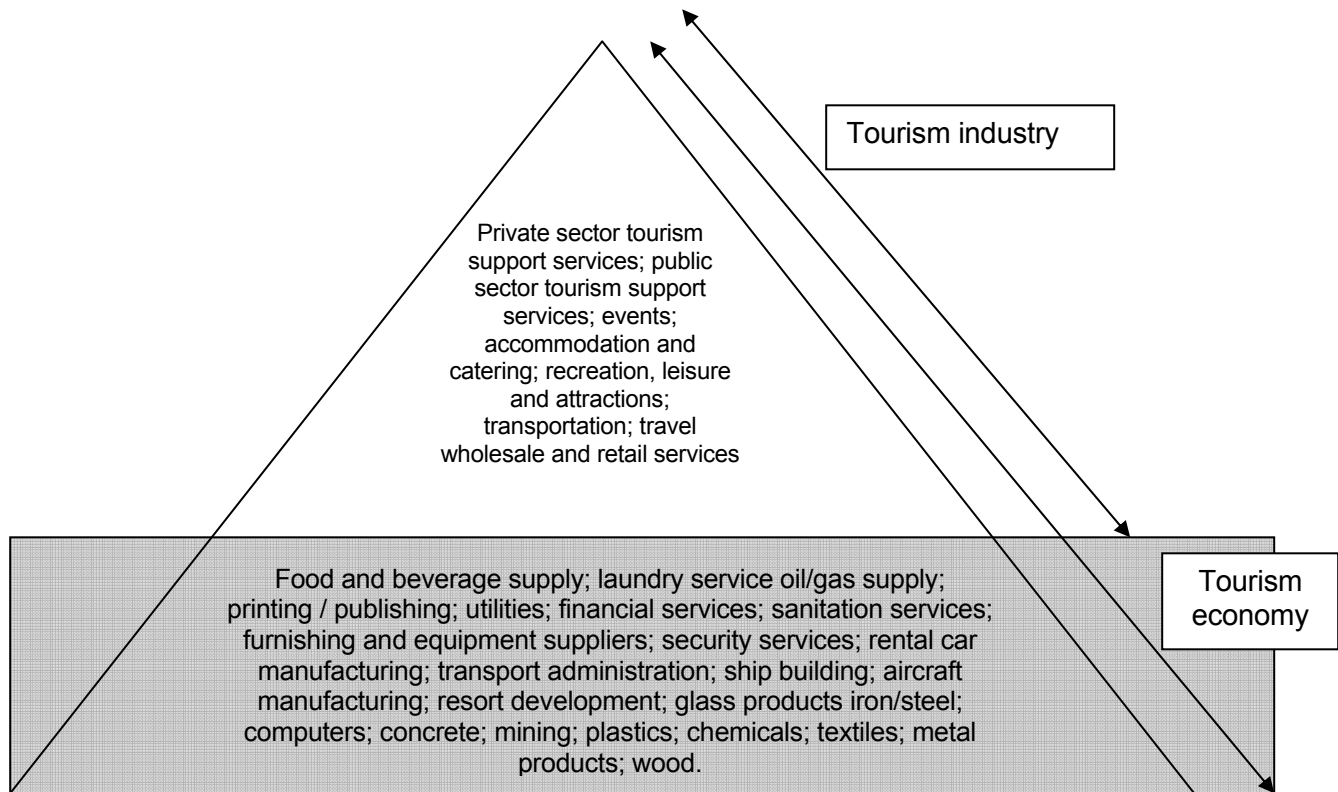 Tourism industry
Private sector tourism
support services; public
sector tourism support
services; events;
accommodation and
catering; recreation, leisure
and attractions;
transportation; travel
wholesale and retail services
Food and beverage supply; laundry service oil/gas supply;
printing / publishing; utilities; financial services; sanitation services;
furnishing and equipment suppliers; security services; rental car
manufacturing; transport administration; ship building; aircraft
manufacturing; resort development; glass products iron/steel;
computers; concrete; mining; plastics; chemicals; textiles; metal
products; wood.
Tourism
economy